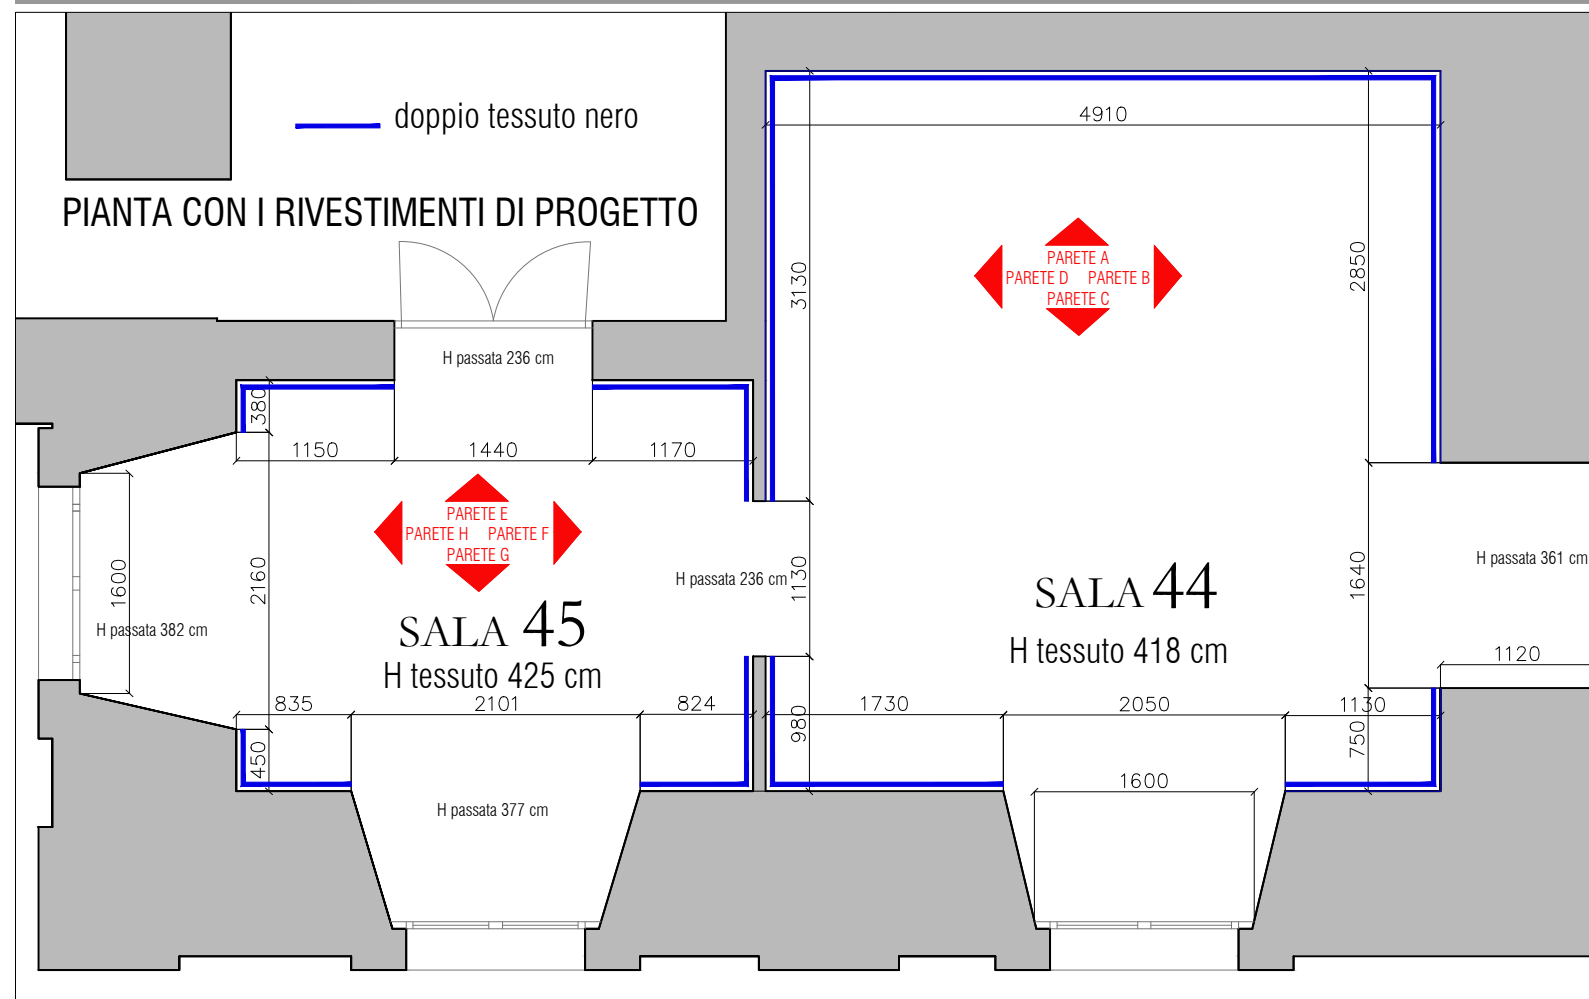 doppio tessuto nero
4910
PIANTA CON I RIVESTIMENTI DI PROGETTO
PARETE A
PARETE D PARETE B
PARETE C
3130
2850
H passata 236 cm
380
1150
1440
1170
PARETE E
PARETE H PARETE F
PARETE G
1600
2160
H passata 236 cm
1130
1640
H passata 361 cm
H passata 382 cm
SALA 45
H tessuto 425 cm
SALA 44
H tessuto 418 cm
1120
835
2101
824
1730
2050
1130
450
980
750
H passata 377 cm
1600